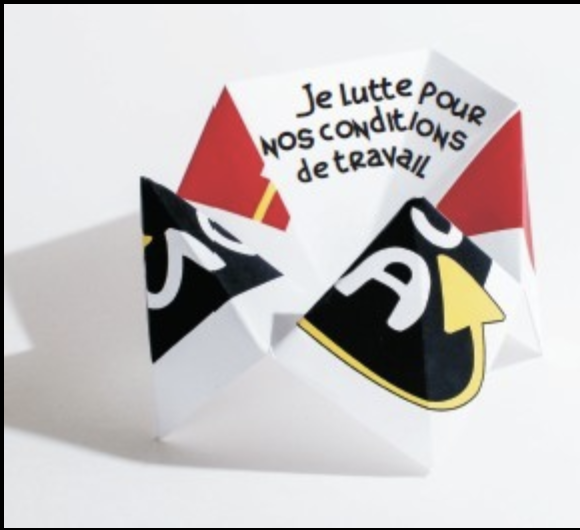 Je lutte pour
nos conditions
de travail
A